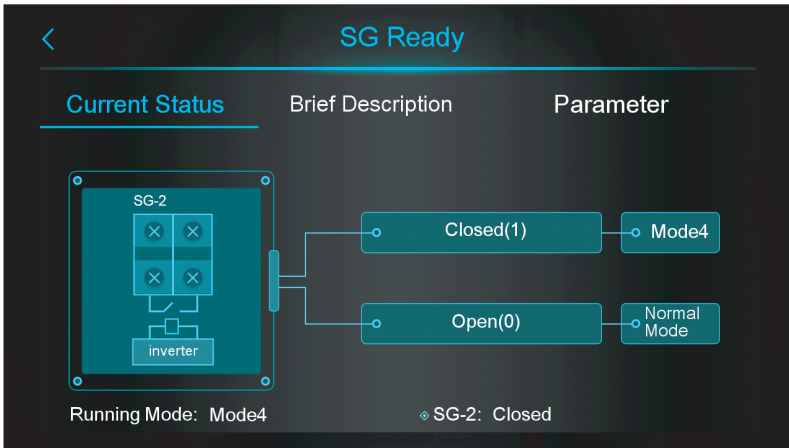 SG Ready
Current Status
Brief Description
Parameter
SG-2
Closed(1)
Mode4
Open(0)
Normal
Mode
inverter
Running Mode: Mode4
SG-2: Closed